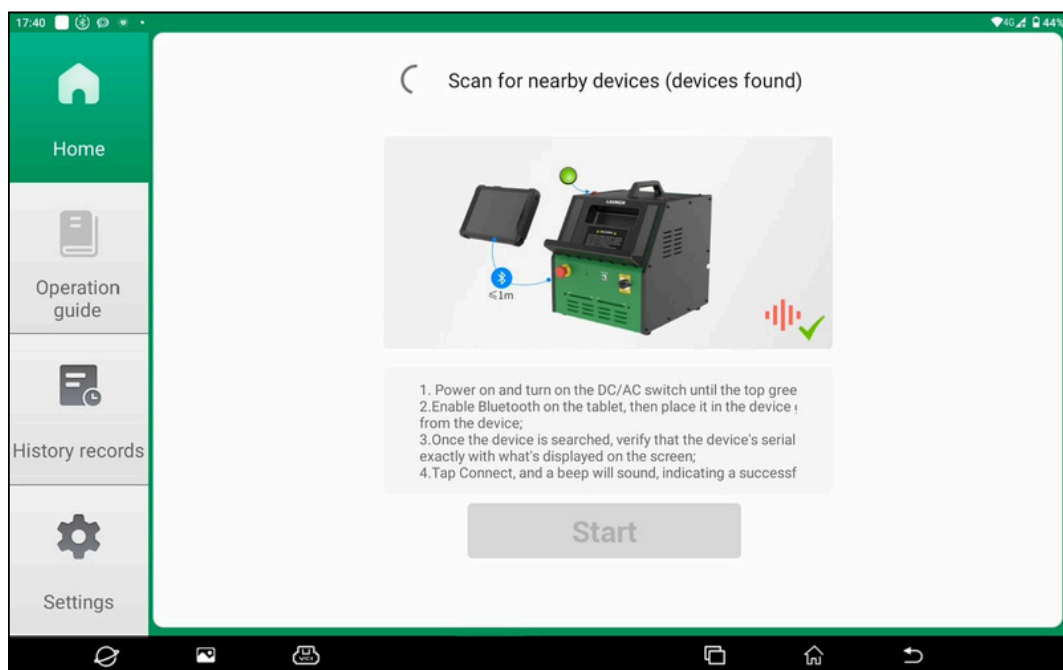 17:40
4G 44%
Home
Operation
guide
History records
Settings
Scan for nearby devices (devices found)
LAUNCH
≤1m
1. Power on and turn on the DC/AC switch until the top gree
2.Enable Bluetooth on the tablet, then place it in the device
from the device;
3.Once the device is searched, verify that the device's serial
exactly with what's displayed on the screen;
4.Tap Connect, and a beep will sound, indicating a successf
Start
VCI